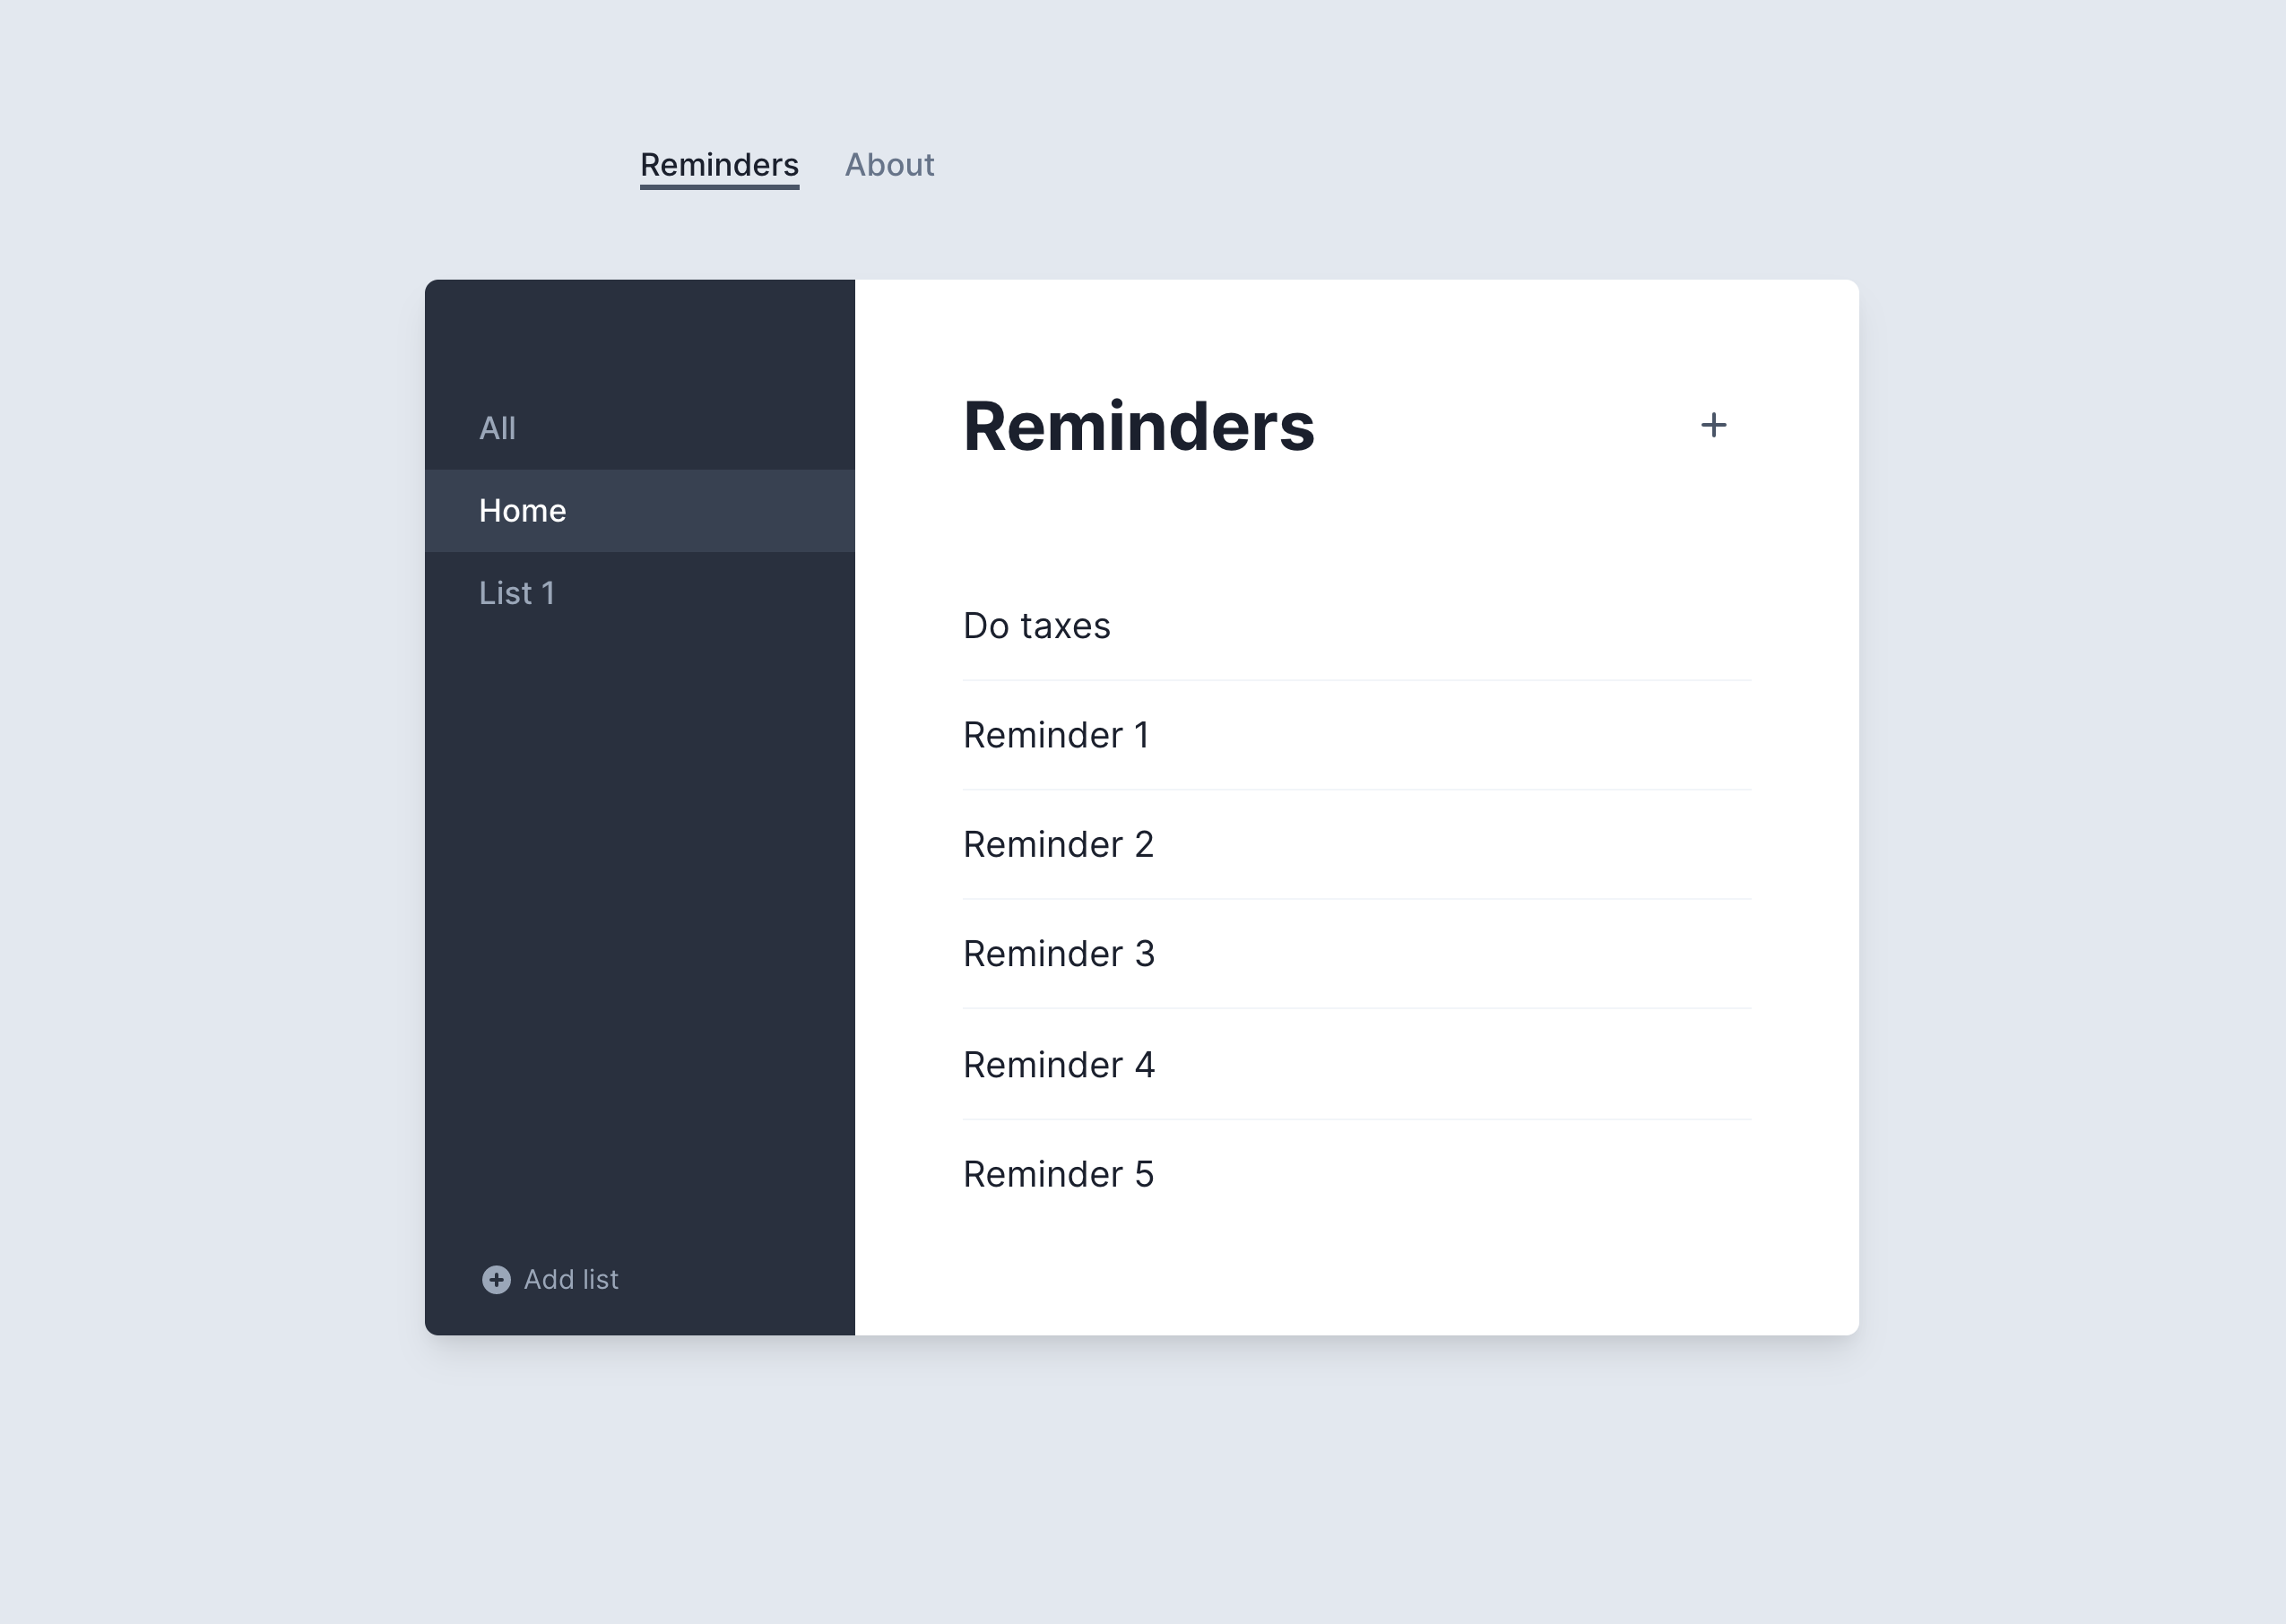 Reminders About
All
Home
List 1
Add list
Reminders
Do taxes
Reminder 1
Reminder 2
Reminder 3
Reminder 4
Reminder 5